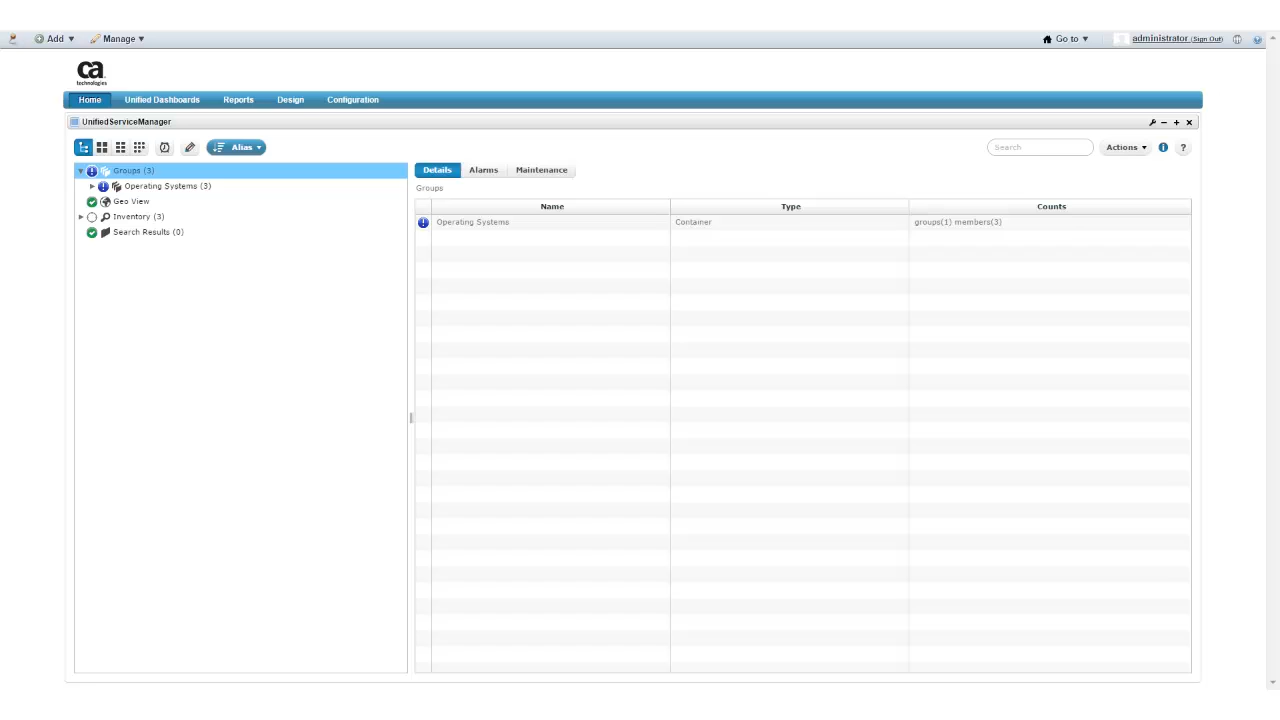 Add ▼ Manage ▼ Go to ▼ administrator (Sign Out)
ca
technologies
Home Unified Dashboards Reports Design Configuration
UnifiedServiceManager
Alias Search Actions ▼ ?
Groups (3)
Operating Systems (3)
Geo View
Inventory (3)
Search Results (0)
Details Alarms Maintenance
Groups
Name Type Counts
Operating Systems Container groups(1) members(3)